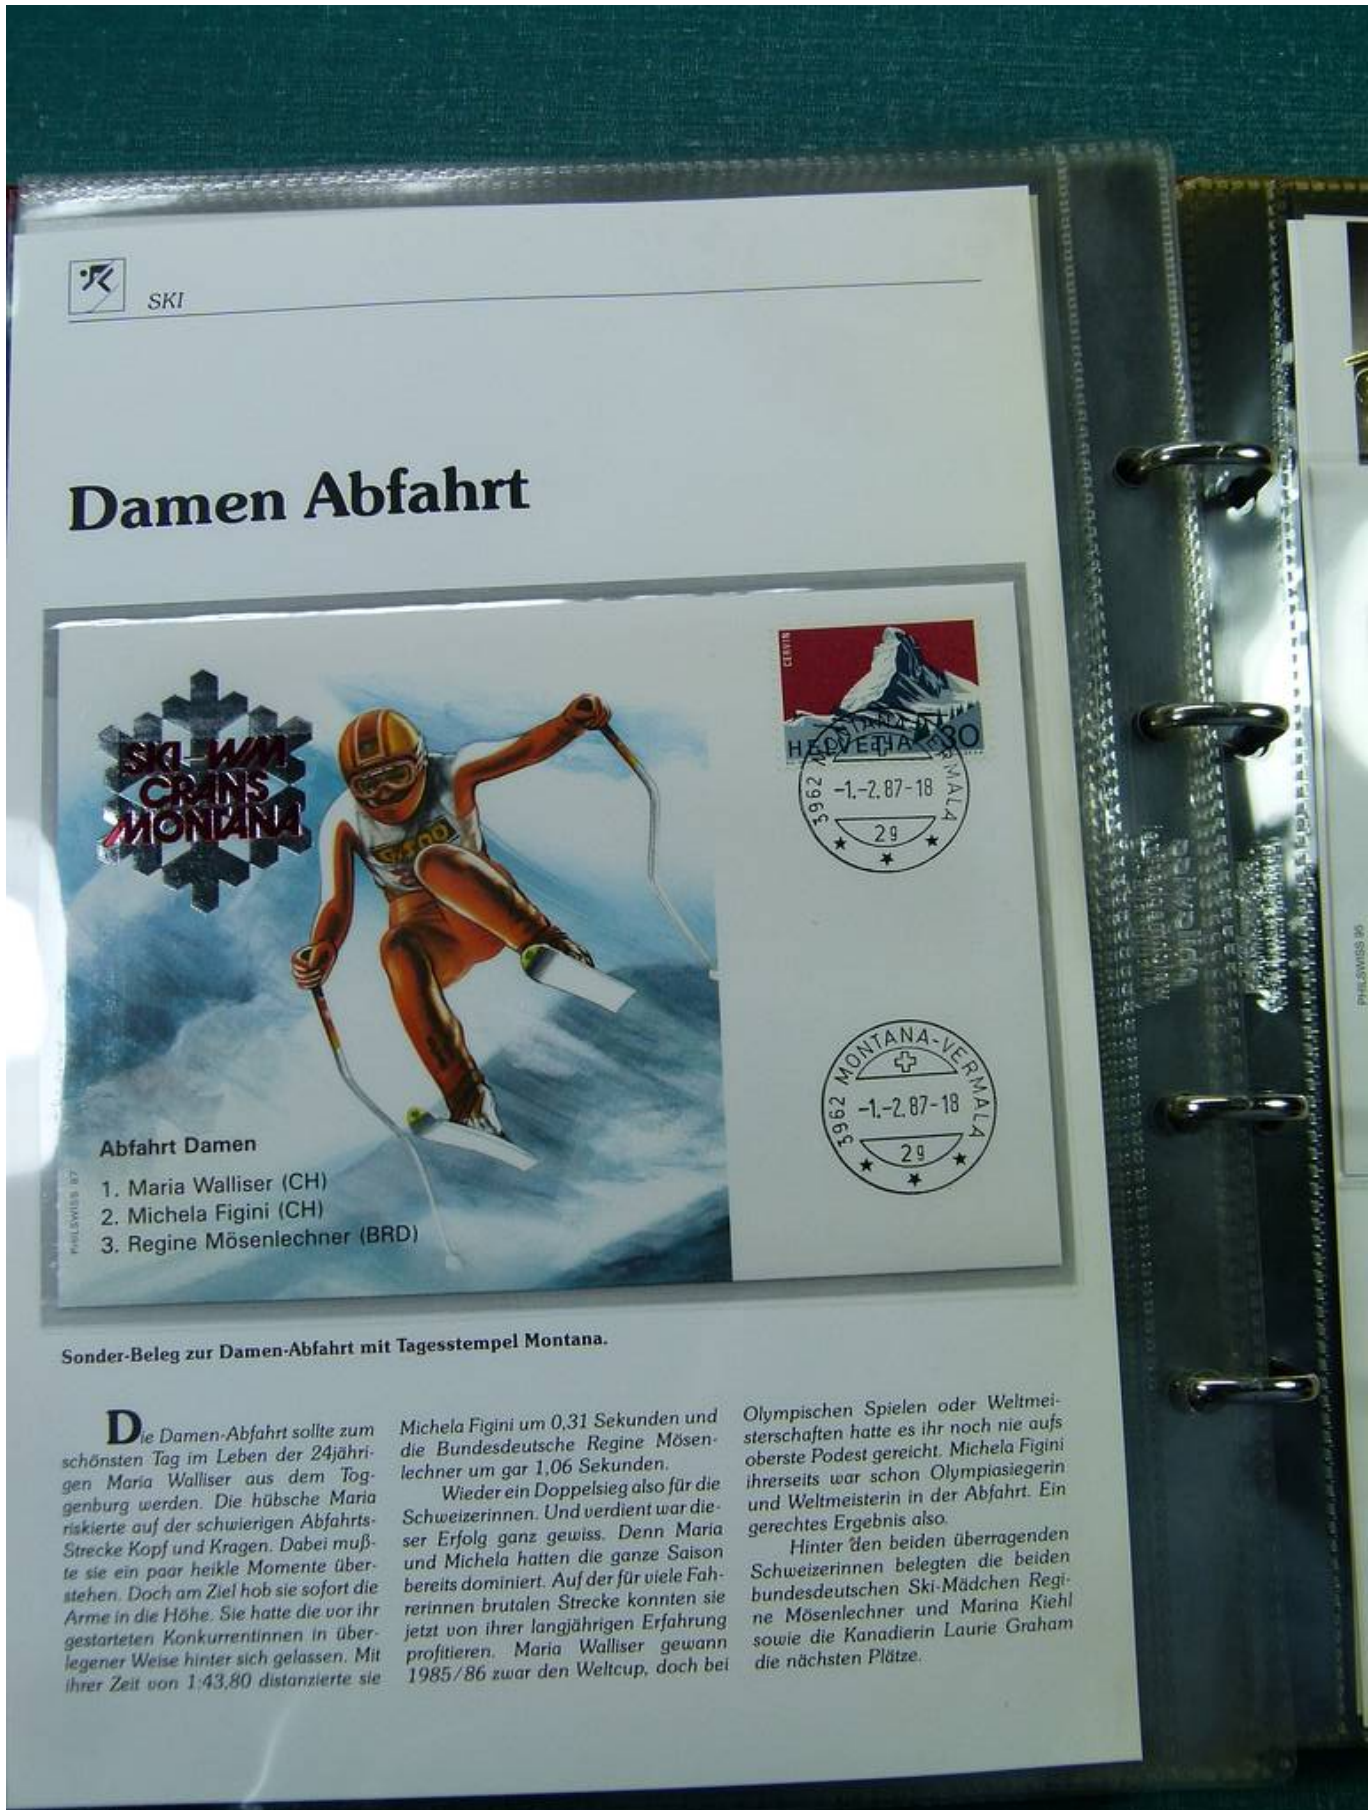 SKI
Damen Abfahrt
SKI-WM
CRANS
MONTANA
CERVIN
HELVETIA 30
3962 MONTANA-VERMALA
-1.-2.87-18
29
3962 MONTANA-VERMALA
-1.-2.87-18
29
Abfahrt Damen
1. Maria Walliser (CH)
2. Michela Figini (CH)
3. Regine Mösenlechner (BRD)
PHILSWISS 87
Sonder-Beleg zur Damen-Abfahrt mit Tagesstempel Montana.
Die Damen-Abfahrt sollte zum
schönsten Tag im Leben der 24jähri-
gen Maria Walliser aus dem Tog-
genburg werden. Die hübsche Maria
riskierte auf der schwierigen Abfahrts-
Strecke Kopf und Kragen. Dabei muß-
te sie ein paar heikle Momente über-
stehen. Doch am Ziel hob sie sofort die
Arme in die Höhe. Sie hatte die vor ihr
gestarteten Konkurrentinnen in über-
legener Weise hinter sich gelassen. Mit
ihrer Zeit von 1:43,80 distanzierte sie
Michela Figini um 0,31 Sekunden und
die Bundesdeutsche Regine Mösen-
lechner um gar 1,06 Sekunden.
Wieder ein Doppelsieg also für die
Schweizerinnen. Und verdient war die-
ser Erfolg ganz gewiss. Denn Maria
und Michela hatten die ganze Saison
bereits dominiert. Auf der für viele Fah-
rerinnen brutalen Strecke konnten sie
jetzt von ihrer langjährigen Erfahrung
profitieren. Maria Walliser gewann
1985/86 zwar den Weltcup, doch bei
Olympischen Spielen oder Weltmei-
sterschaften hatte es ihr noch nie aufs
oberste Podest gereicht. Michela Figini
ihrerseits war schon Olympiasiegerin
und Weltmeisterin in der Abfahrt. Ein
gerechtes Ergebnis also.
Hinter den beiden überragenden
Schweizerinnen belegten die beiden
bundesdeutschen Ski-Mädchen Regi-
ne Mösenlechner und Marina Kiehl
sowie die Kanadierin Laurie Graham
die nächsten Plätze.
PHILSWISS 95